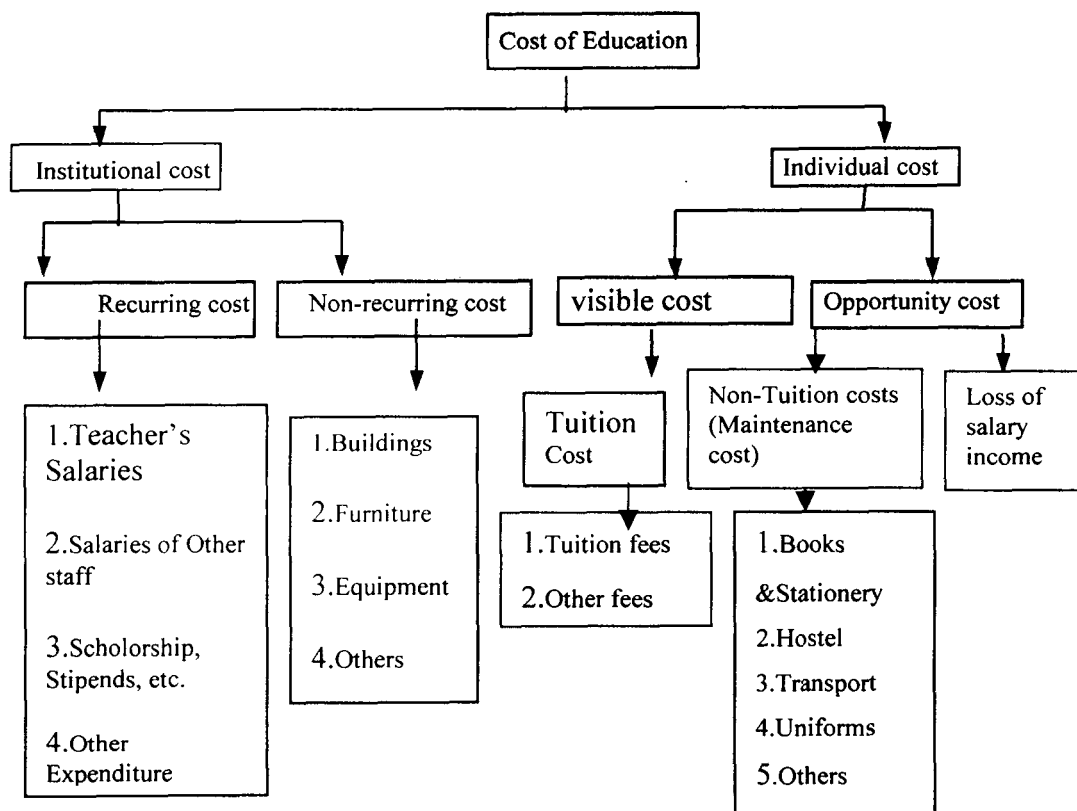 Cost of Education
Institutional cost
Individual cost
Recurring cost
Non-recurring cost
visible cost
Opportunity cost
1.Teacher's
Salaries
2.Salaries of Other
staff
3.Scholorship,
Stipends, etc.
4.Other
Expenditure
1.Buildings
2.Furniture
3.Equipment
4.Others
Tuition
Cost
Non-Tuition costs
(Maintenance
cost)
Loss of
salary
income
1.Tuition fees
2.Other fees
1.Books
&Stationery
2.Hostel
3.Transport
4.Uniforms
5.Others